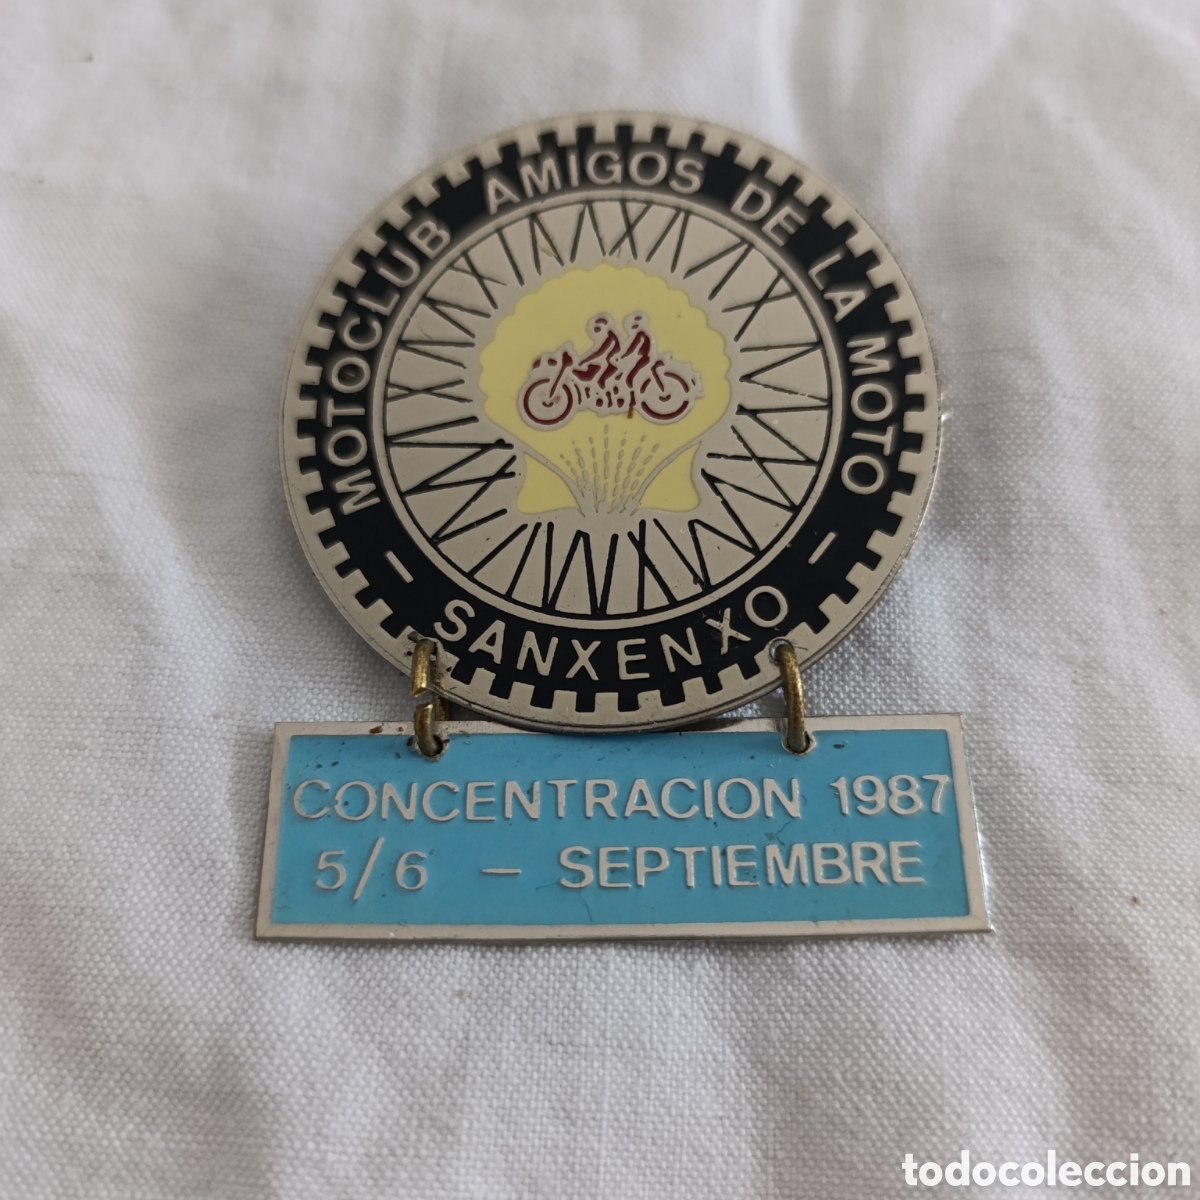 MOTOCLUB AMIGOS DE LA MOTO
- SANXENXO -
CONCENTRACION 1987
5/6 - SEPTIEMBRE
todocoleccion